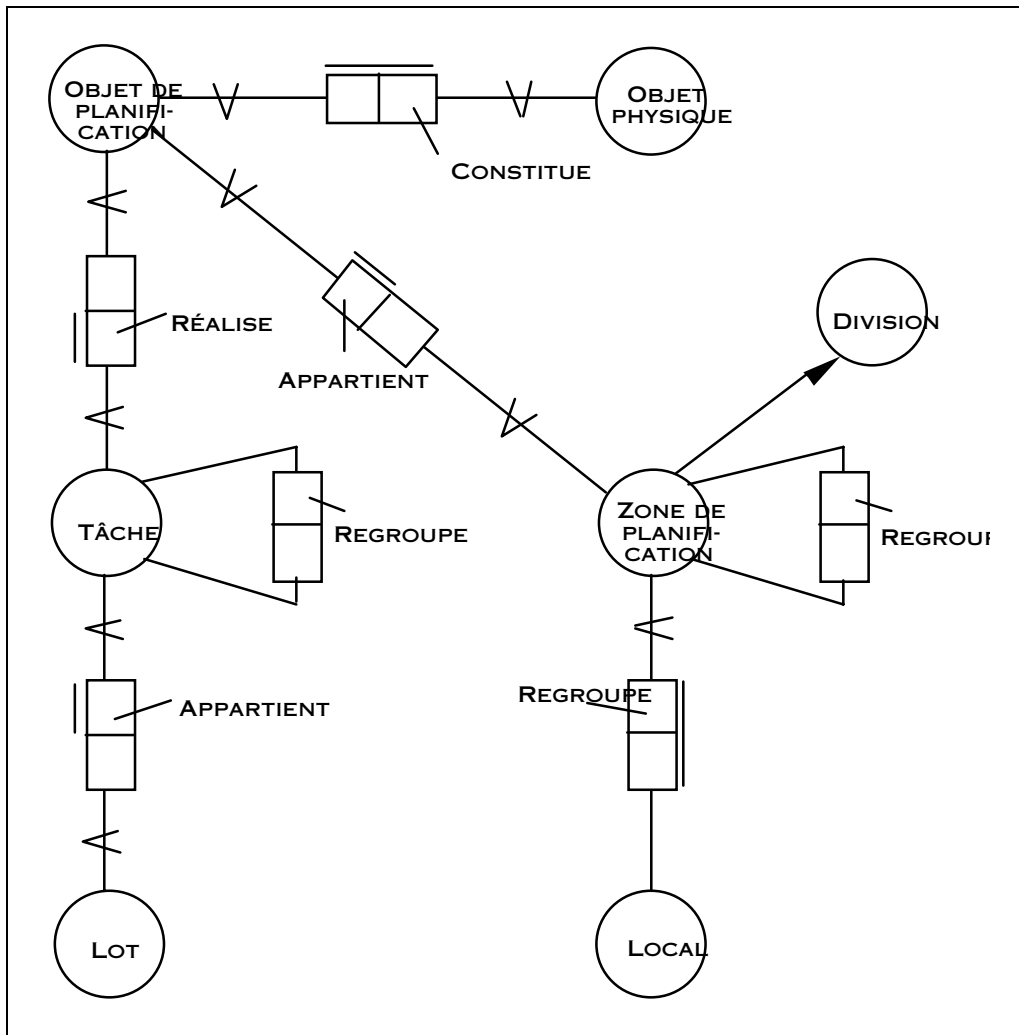 OBJET DE
PLANIFI-
CATION
OBJET
PHYSIQUE
CONSTITUE
RÉALISE
APPARTIENT
DIVISION
TÂCHE
REGROUPE
ZONE DE
PLANIFI-
CATION
REGROUP
APPARTIENT
REGROUPE
LOT
LOCAL